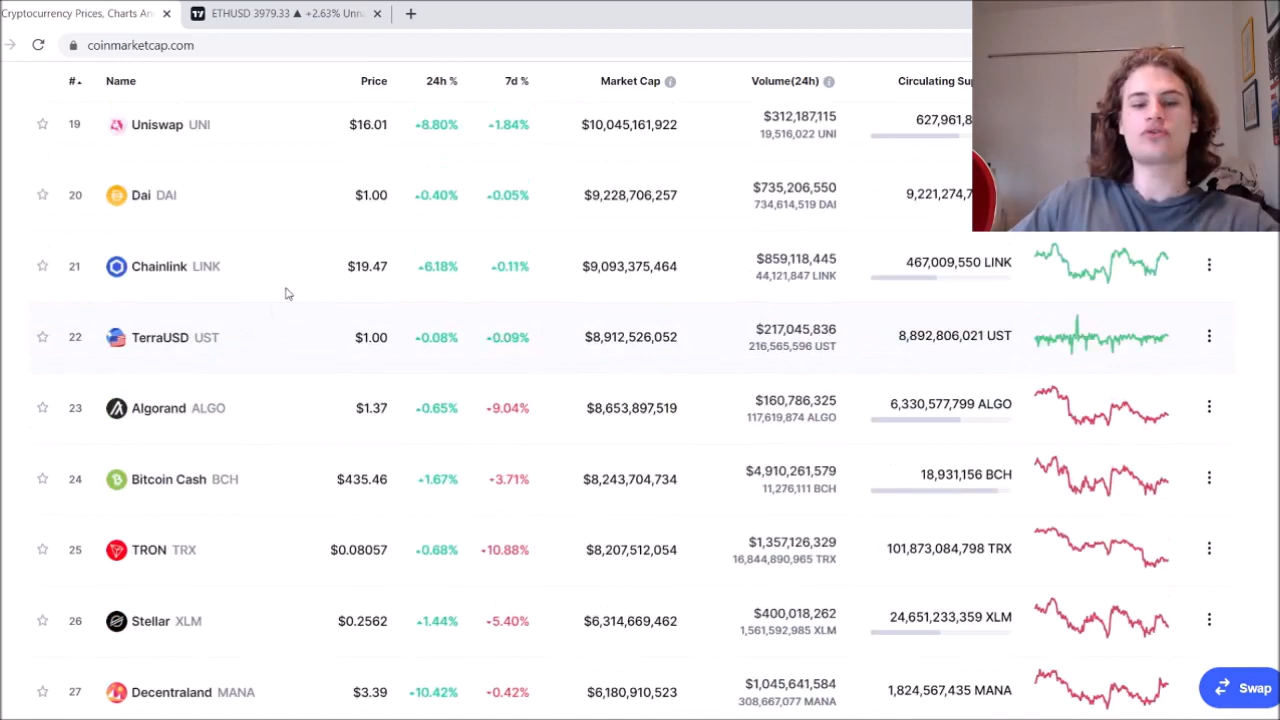 Cryptocurrency Prices, Charts An
ETHUSD 3979.33 ▲ +2.63% Unna
coinmarketcap.com
# Name Price 24h % 7d % Market Cap Volume(24h) Circulating Sup
19 Uniswap UNI $16.01 8.80% 1.84% $10,045,161,922 $312,187,115 627,961,8
19,516,022 UNI
20 Dai DAI $1.00 0.40% 0.05% $9,228,706,257 $735,206,550 9,221,274,7
734,614,519 DAI
21 Chainlink LINK $19.47 6.18% 0.11% $9,093,375,464 $859,118,445 467,009,550 LINK
44,121,847 LINK
22 TerraUSD UST $1.00 0.08% 0.09% $8,912,526,052 $217,045,836 8,892,806,021 UST
216,565,596 UST
23 Algorand ALGO $1.37 0.65% 9.04% $8,653,897,519 $160,786,325 6,330,577,799 ALGO
117,619,874 ALGO
24 Bitcoin Cash BCH $435.46 1.67% 3.71% $8,243,704,734 $4,910,261,579 18,931,156 BCH
11,276,111 BCH
25 TRON TRX $0.08057 0.68% 10.88% $8,207,512,054 $1,357,126,329 101,873,084,798 TRX
16,844,890,965 TRX
26 Stellar XLM $0.2562 1.44% 5.40% $6,314,669,462 $400,018,262 24,651,233,359 XLM
1,561,592,985 XLM
27 Decentraland MANA $3.39 10.42% 0.42% $6,180,910,523 $1,045,641,584 1,824,567,435 MANA
308,667,077 MANA
Swap